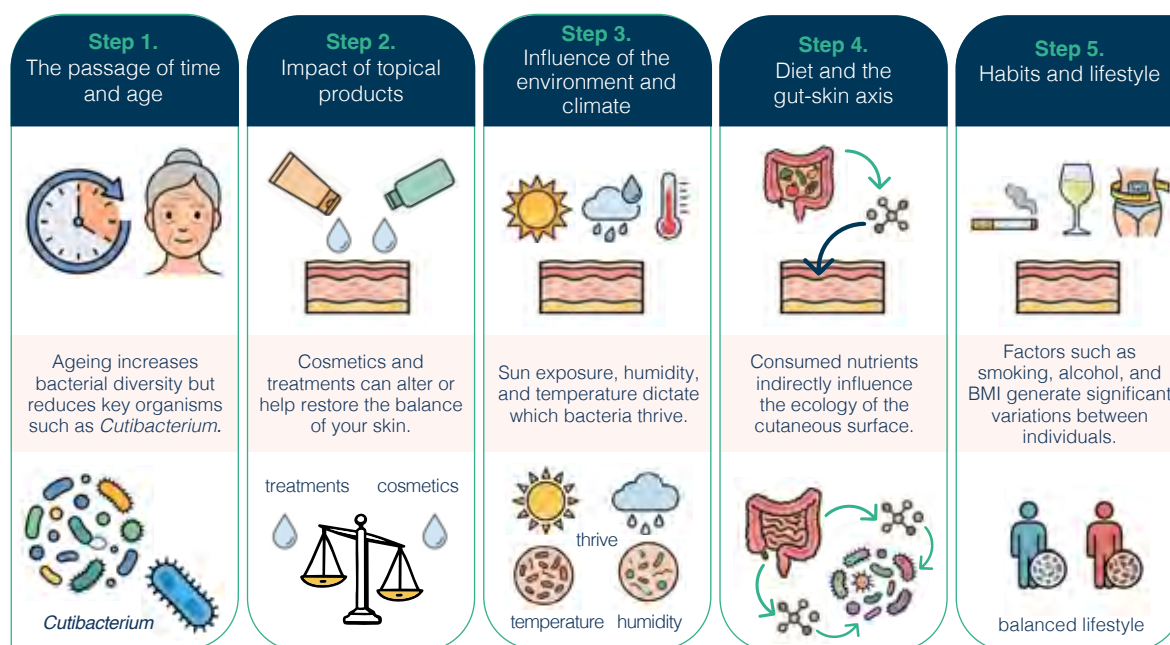 Step 1.
The passage of time
and age
Ageing increases
bacterial diversity but
reduces key organisms
such as Cutibacterium.
Cutibacterium
Step 2.
Impact of topical
products
Cosmetics and
treatments can alter or
help restore the balance
of your skin.
treatments cosmetics
Step 3.
Influence of the
environment and
climate
Sun exposure, humidity,
and temperature dictate
which bacteria thrive.
thrive
temperature humidity
Step 4.
Diet and the
gut-skin axis
Consumed nutrients
indirectly influence
the ecology of the
cutaneous surface.
Step 5.
Habits and lifestyle
Factors such as
smoking, alcohol, and
BMI generate significant
variations between
individuals.
balanced lifestyle